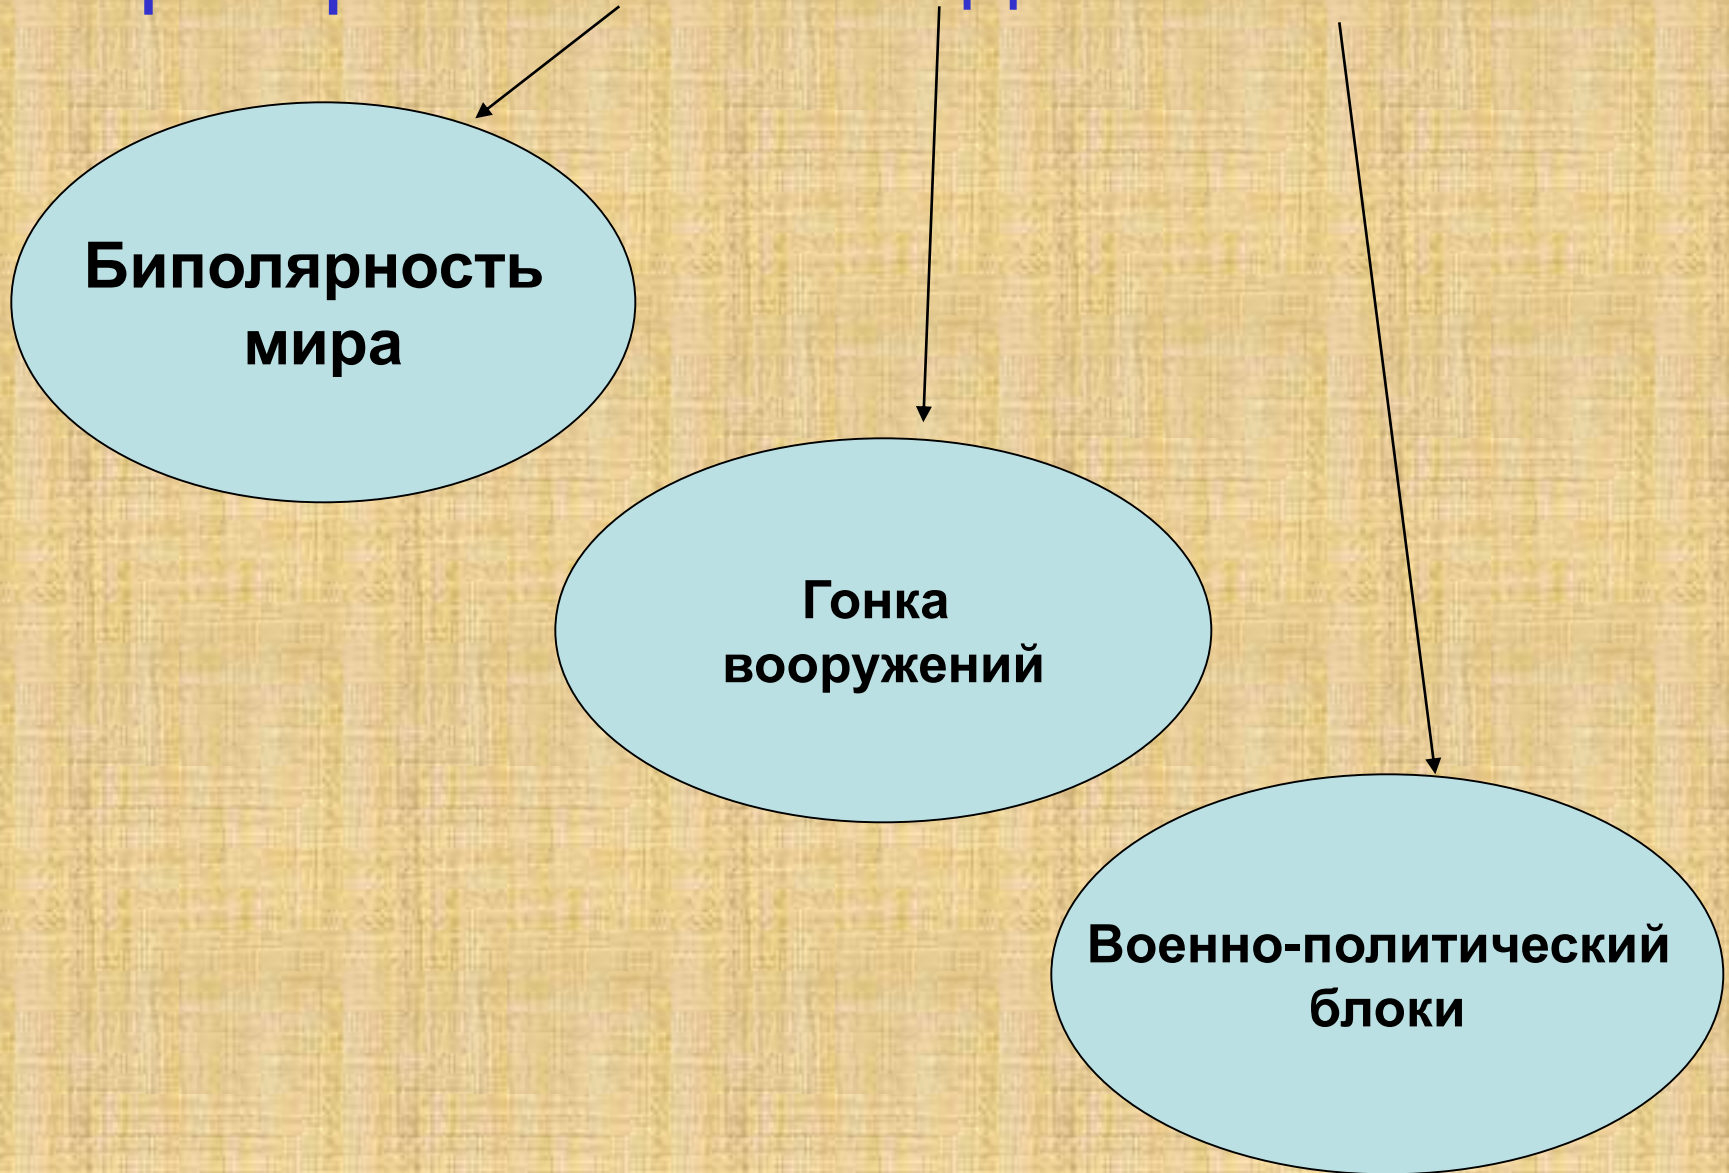 Биполярность
мира
Гонка
вооружений
Военно-политический
блоки